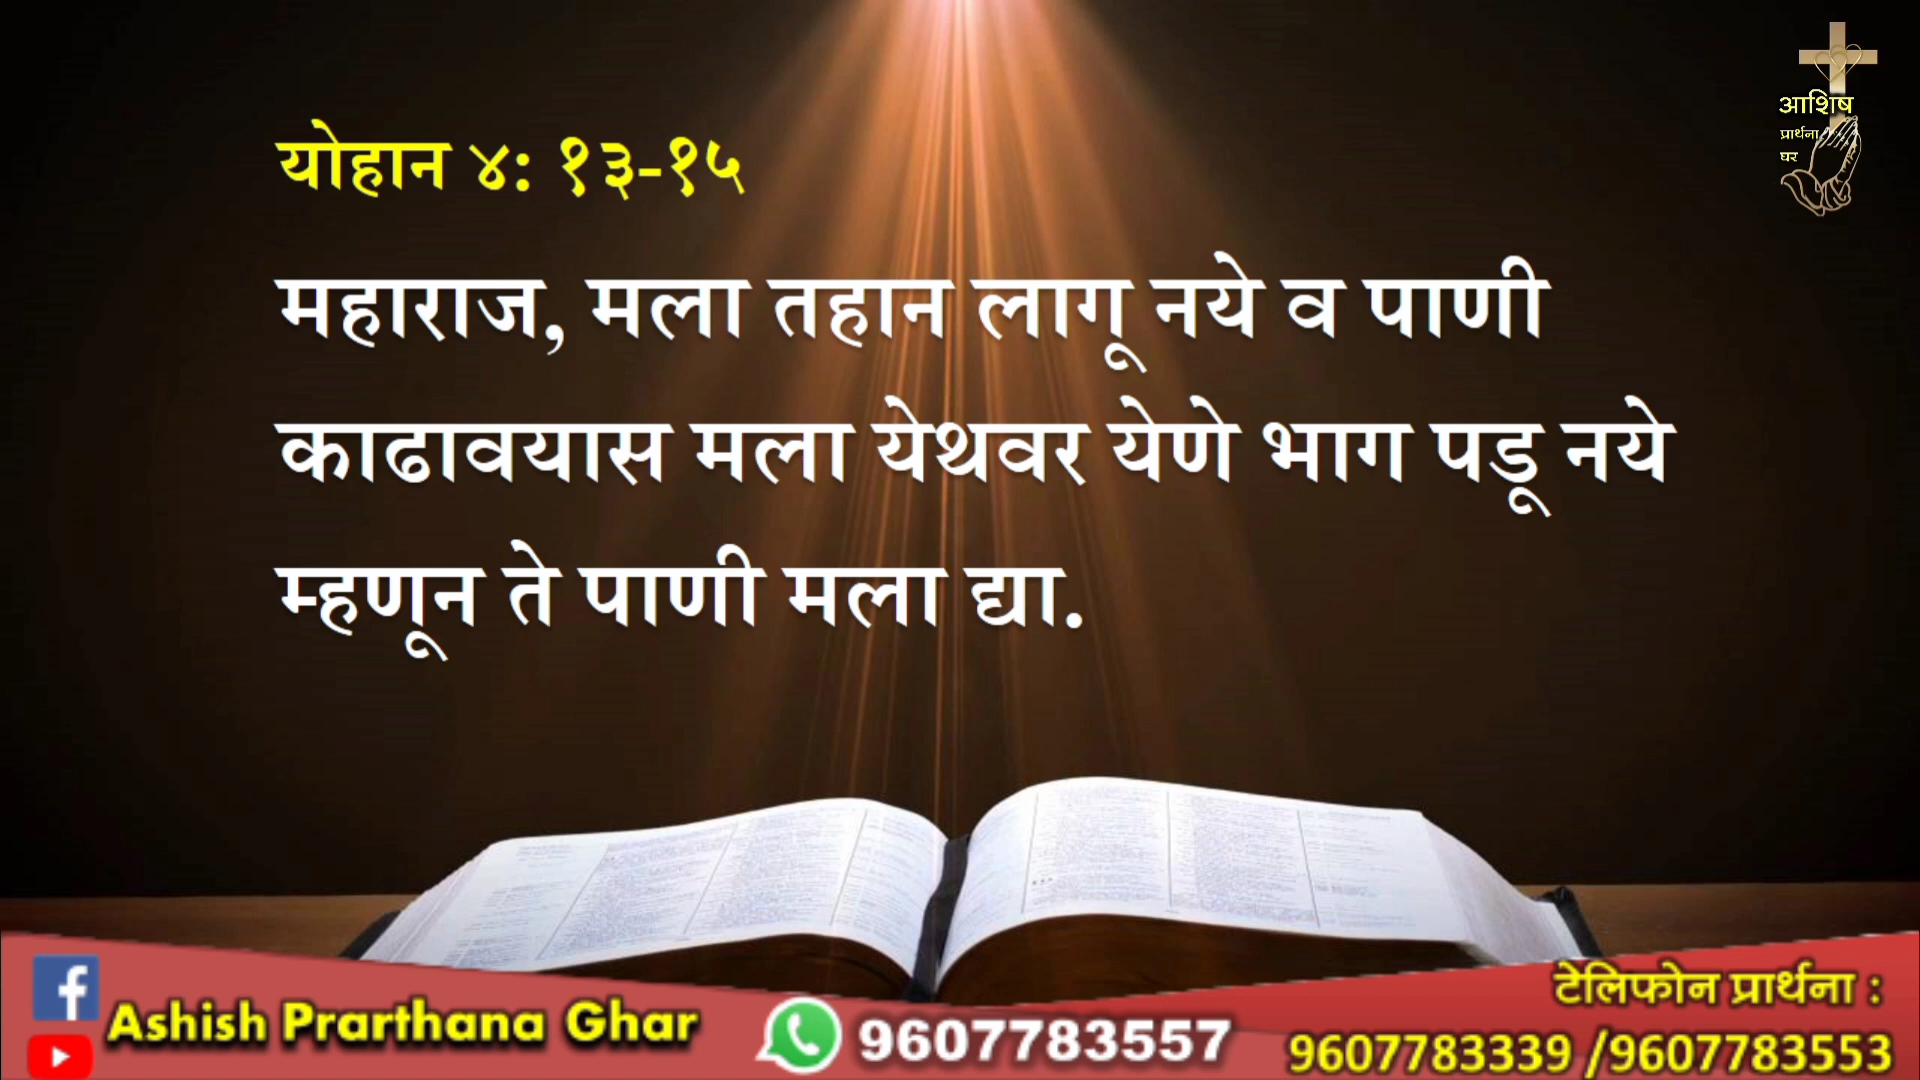 आशिष
प्रार्थना
घर
योहान ४: १३-१५
महाराज, मला तहान लागू नये व पाणी
काढावयास मला येथवर येणे भाग पडू नये
म्हणून ते पाणी मला द्या.
Ashish Prarthana Ghar
9607783557
टेलिफोन प्रार्थना :
9607783339 /9607783553